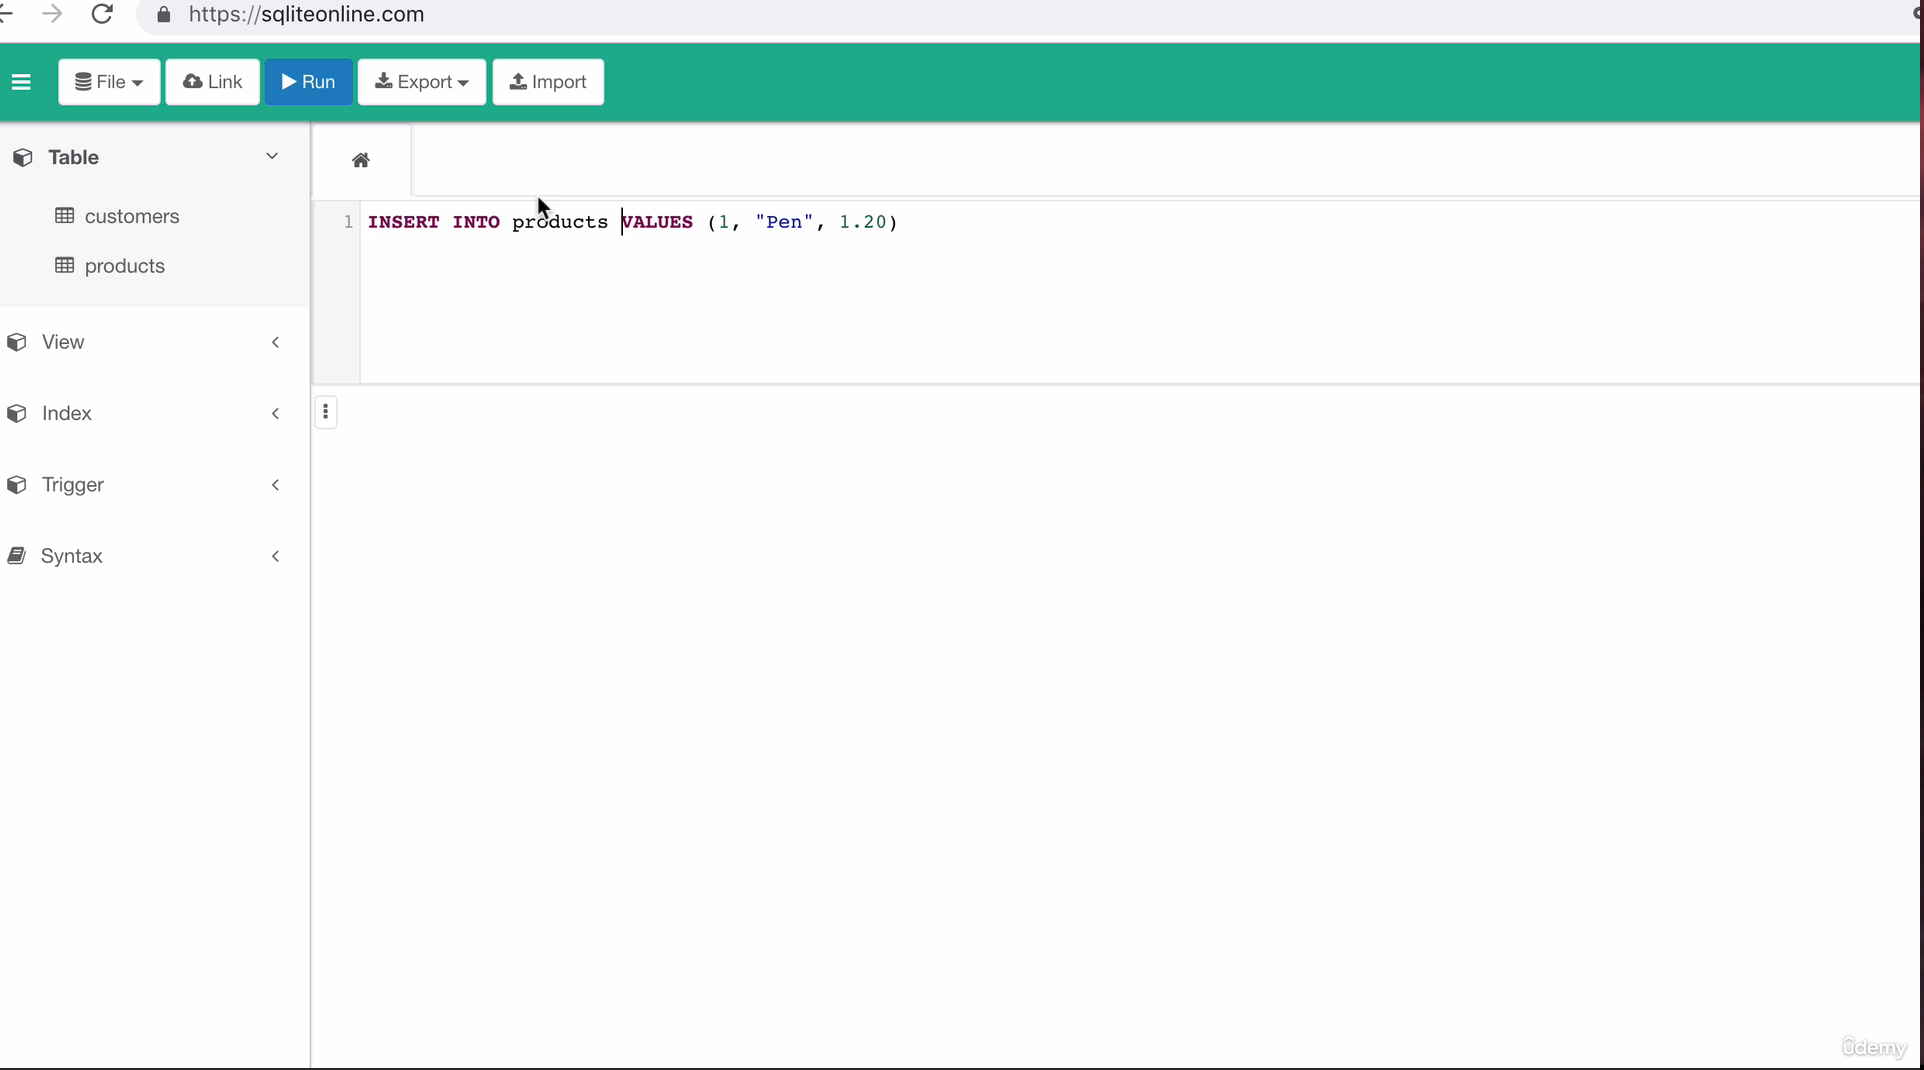 https://sqliteonline.com
File Link Run Export Import
Table
customers
products
View
Index
Trigger
Syntax
1 INSERT INTO products VALUES (1, "Pen", 1.20)
ûdemy